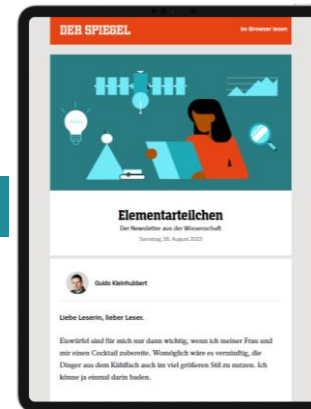 DER SPIEGEL
Im Browser lesen
Elementarteilchen
Der Newsletter aus der Wissenschaft
Samstag, 26. August 2023
Guido Kleinhubbert
Liebe Leserin, lieber Leser,
Eiswürfel sind für mich nur dann wichtig, wenn ich meiner Frau und
mir einen Cocktail zubereite. Womöglich wäre es vernünftig, die
Dinger aus dem Kühlfach auch im viel größeren Stil zu nutzen. Ich
könne ja einmal darin baden.